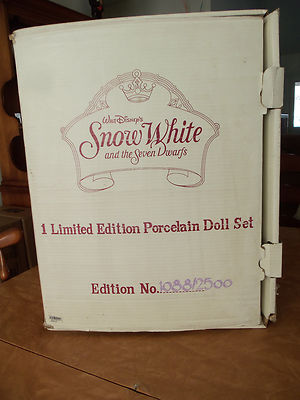 Walt Disney's
Snow White
and the Seven Dwarfs
1 Limited Edition Porcelain Doll Set
Edition No. 1088/2500